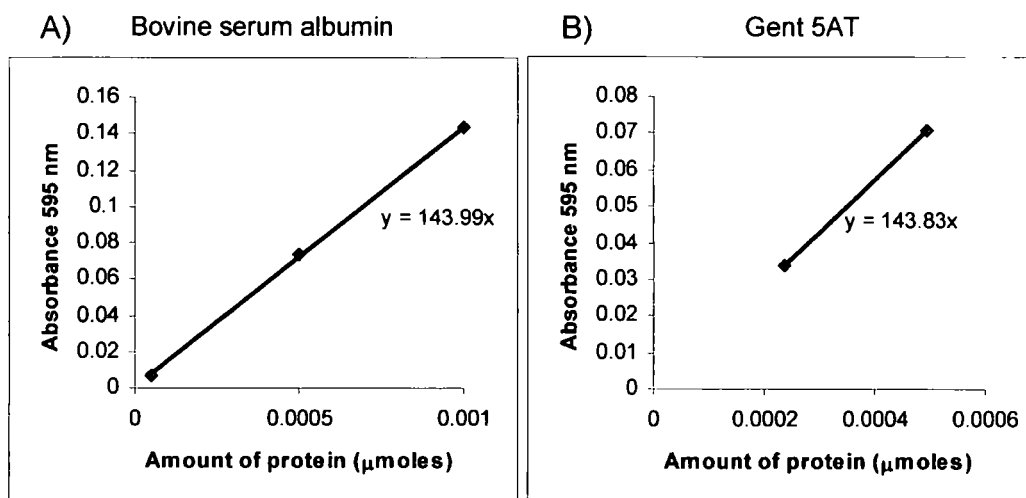 A) Bovine serum albumin
Absorbance 595 nm
0.16
0.14
0.12
0.1
0.08
0.06
0.04
0.02
0
y = 143.99x
0 0.0005 0.001
Amount of protein (μmoles)
B) Gent 5AT
Absorbance 595 nm
0.08
0.07
0.06
0.05
0.04
0.03
0.02
0.01
0
y = 143.83x
0 0.0002 0.0004 0.0006
Amount of protein (μmoles)